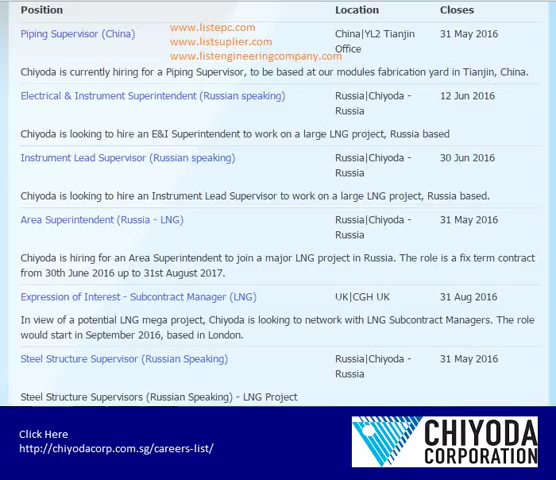 Position Location Closes
www.listepc.com
www.listsuplier.com
www.listengineeringcompany.com
Piping Supervisor (China) China|YL2 Tianjin Office 31 May 2016
Chiyoda is currently hiring for a Piping Supervisor, to be based at our modules fabrication yard in Tianjin, China.
Electrical & Instrument Superintendent (Russian speaking) Russia|Chiyoda - Russia 12 Jun 2016
Chiyoda is looking to hire an E&I Superintendent to work on a large LNG project, Russia based
Instrument Lead Supervisor (Russian speaking) Russia|Chiyoda - Russia 30 Jun 2016
Chiyoda is looking to hire an Instrument Lead Supervisor to work on a large LNG project, Russia based.
Area Superintendent (Russia - LNG) Russia|Chiyoda - Russia 31 May 2016
Chiyoda is hiring for an Area Superintendent to join a major LNG project in Russia. The role is a fix term contract
from 30th June 2016 up to 31st August 2017.
Expression of Interest - Subcontract Manager (LNG) UK|CGH UK 31 Aug 2016
In view of a potential LNG mega project, Chiyoda is looking to network with LNG Subcontract Managers. The role
would start in September 2016, based in London.
Steel Structure Supervisor (Russian Speaking) Russia|Chiyoda - Russia 31 May 2016
Steel Structure Supervisors (Russian Speaking) - LNG Project
Click Here
http://chiyodacorp.com.sg/careers-list/
CHIYODA
CORPORATION